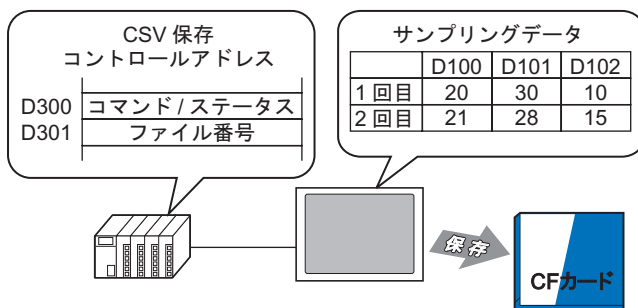 CSV 保存
コントロールアドレス
D300 コマンド / ステータス
D301 ファイル番号
サンプリングデータ
D100 D101 D102
1 回目 20 30 10
2 回目 21 28 15
保存
CFカード